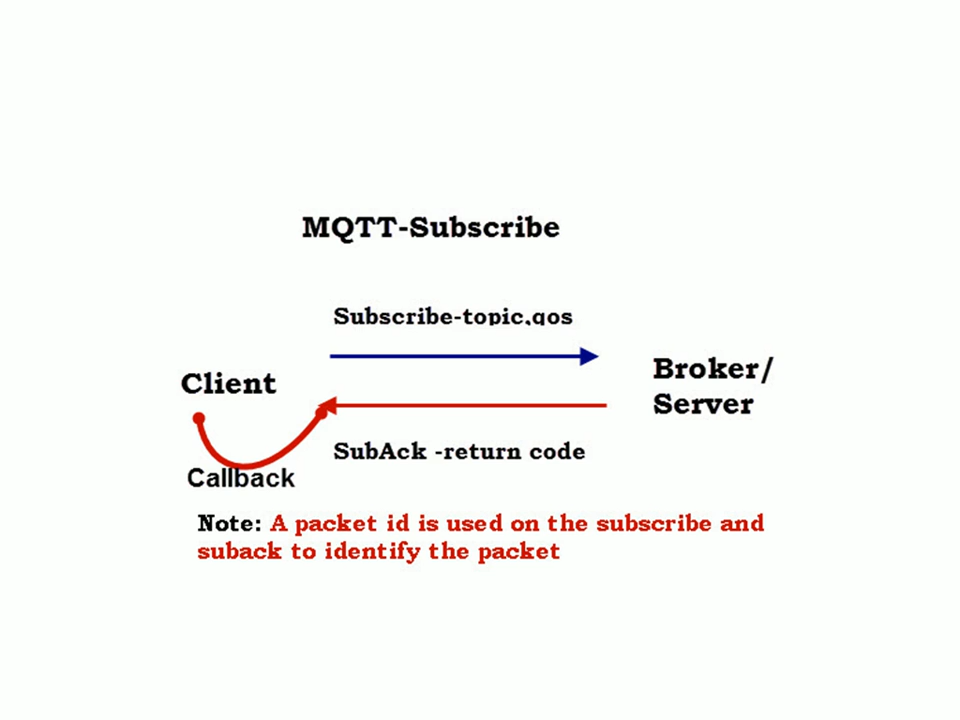 MQTT-Subscribe
Subscribe-topic,qos
Client
Broker/
Server
SubAck -return code
Callback
Note: A packet id is used on the subscribe and
suback to identify the packet